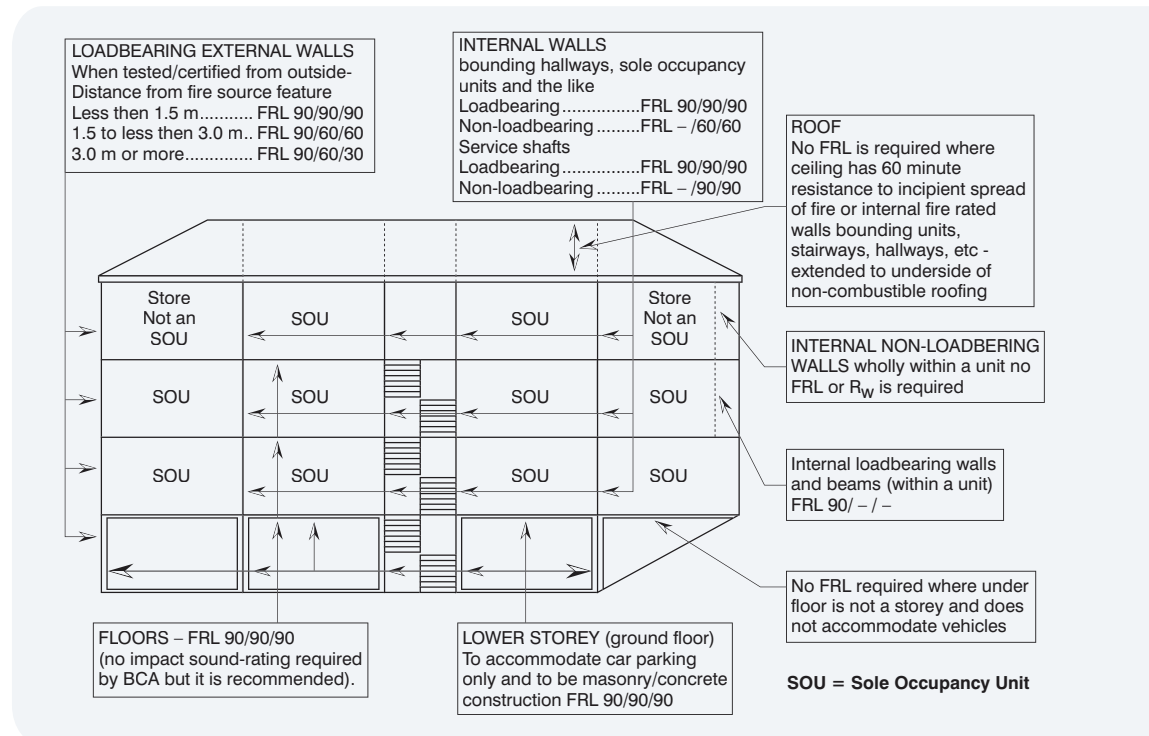 LOADBEARING EXTERNAL WALLS
When tested/certified from outside-
Distance from fire source feature
Less then 1.5 m.......... FRL 90/90/90
1.5 to less then 3.0 m.. FRL 90/60/60
3.0 m or more............. FRL 90/60/30
INTERNAL WALLS
bounding hallways, sole occupancy
units and the like
Loadbearing ...............FRL 90/90/90
Non-loadbearing .........FRL – /60/60
Service shafts
Loadbearing ................FRL 90/90/90
Non-loadbearing .........FRL – /90/90
ROOF
No FRL is required where
ceiling has 60 minute
resistance to incipient spread
of fire or internal fire rated
walls bounding units,
stairways, hallways, etc -
extended to underside of
non-combustible roofing
Store
Not an
SOU
SOU
SOU
Store
Not an
SOU
INTERNAL NON-LOADBERING
WALLS wholly within a unit no
FRL or RW is required
SOU
SOU
SOU
SOU
SOU
SOU
SOU
SOU
Internal loadbearing walls
and beams (within a unit)
FRL 90/ – / –
No FRL required where under
floor is not a storey and does
not accommodate vehicles
FLOORS – FRL 90/90/90
(no impact sound-rating required
by BCA but it is recommended).
LOWER STOREY (ground floor)
To accommodate car parking
only and to be masonry/concrete
construction FRL 90/90/90
SOU = Sole Occupancy Unit